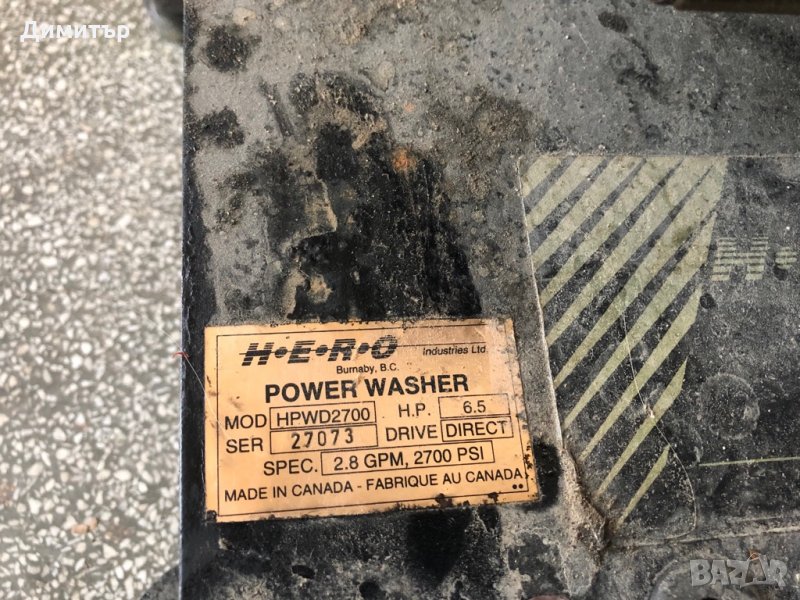 Димитър
H•E•R•O Industries Ltd.
Burnaby, B.C.
POWER WASHER
MOD HPWD2700 H.P. 6.5
SER 27073 DRIVE DIRECT
SPEC. 2.8 GPM, 2700 PSI
MADE IN CANADA - FABRIQUE AU CANADA
H•
BAZAR